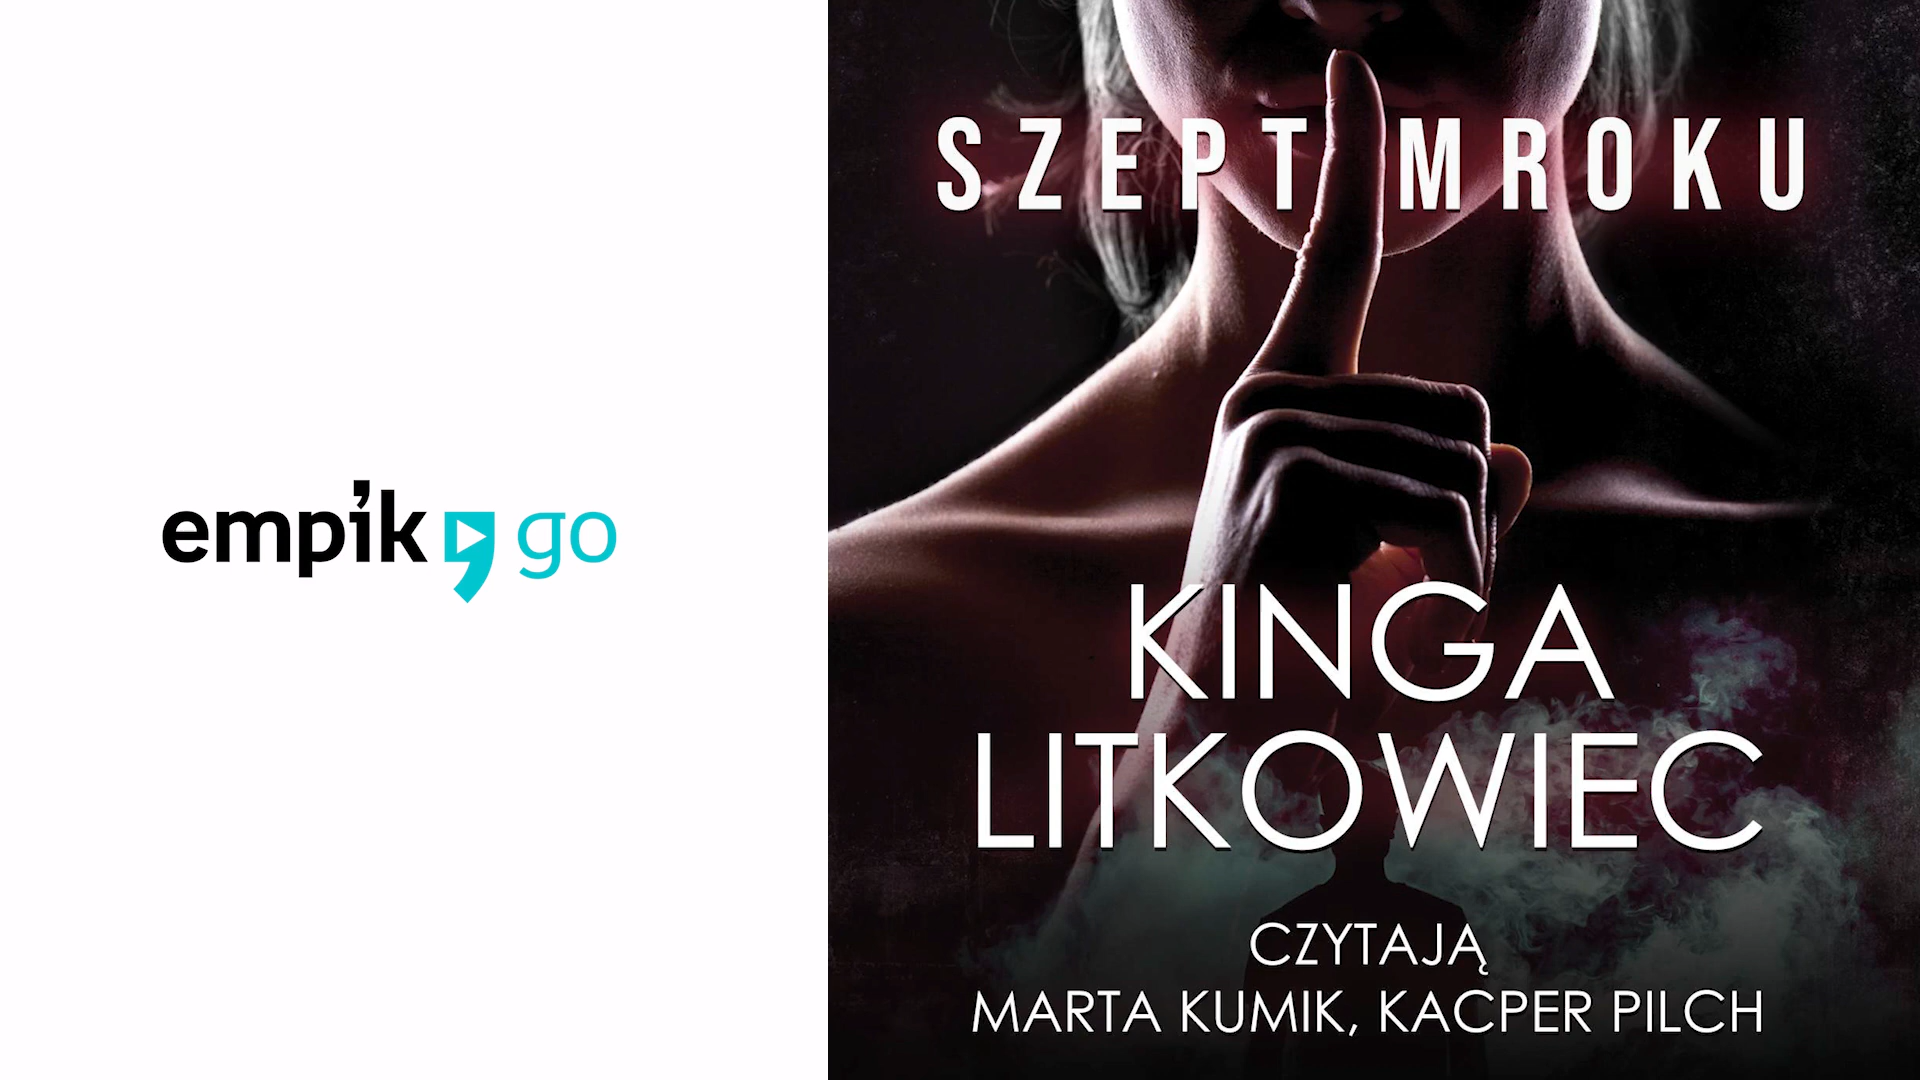 empik go
SZEPT MROKU
KINGA
LITKOWIEC
CZYTAJĄ
MARTA KUMIK, KACPER PILCH